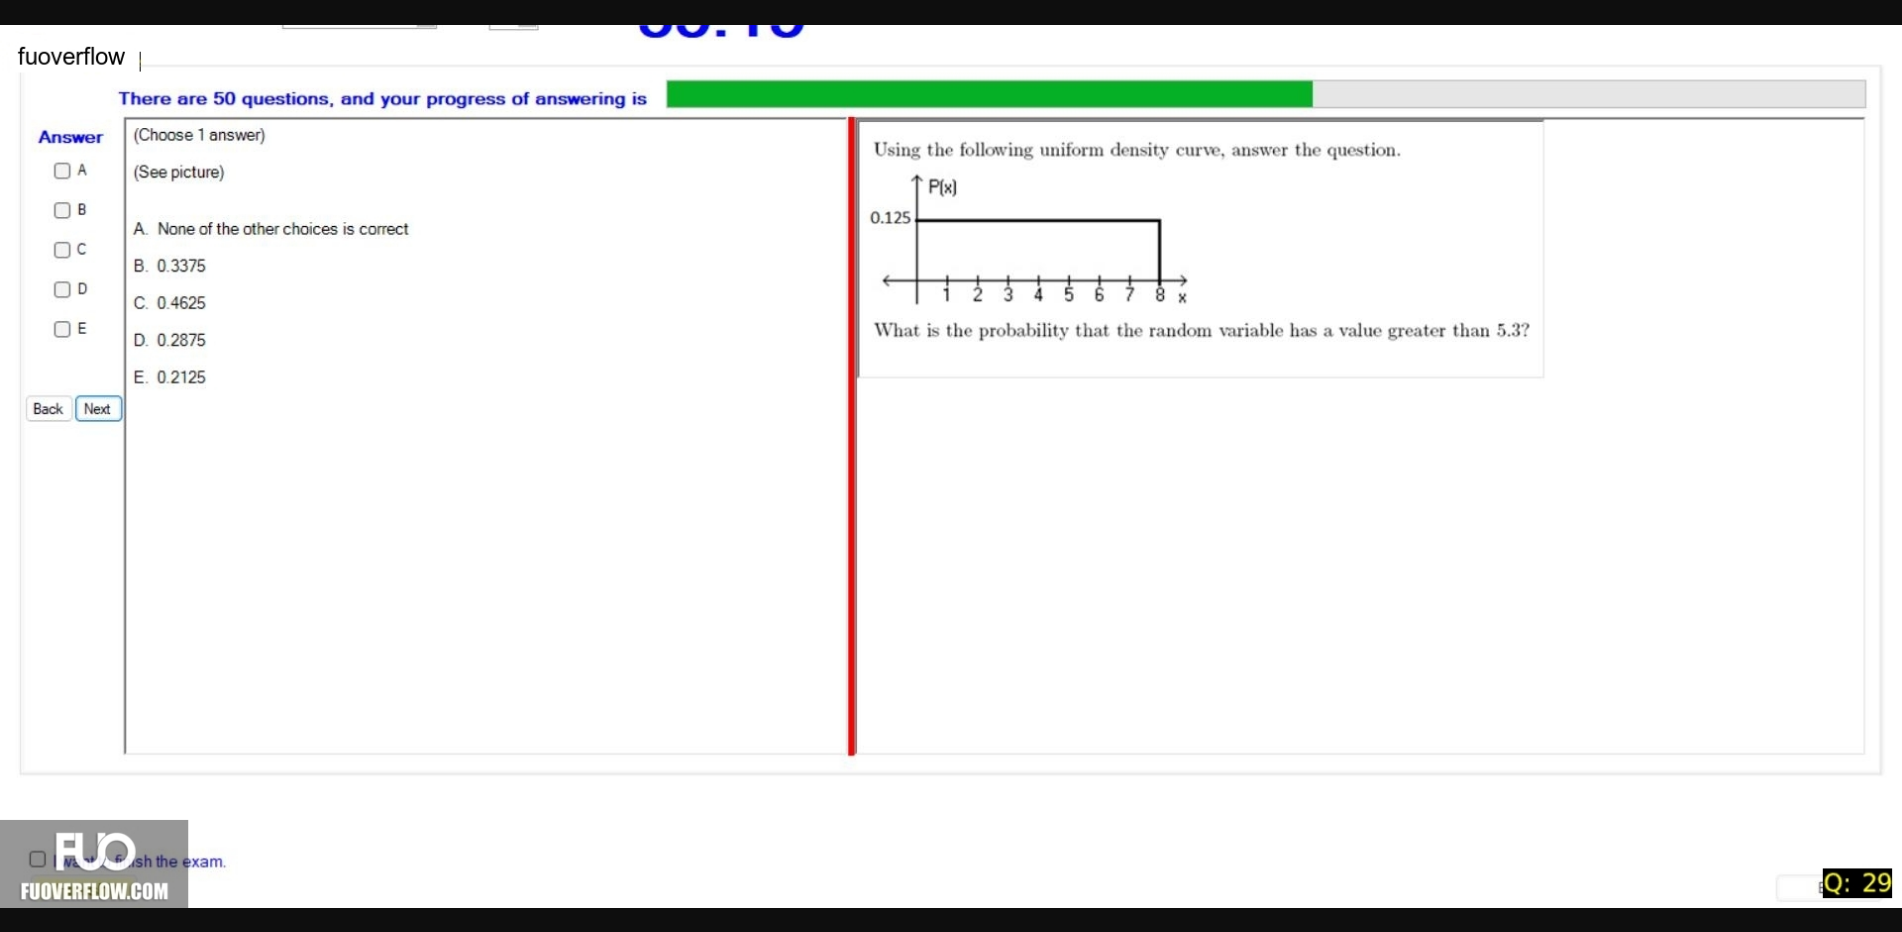 fuoverflow
There are 50 questions, and your progress of answering is
Answer
A
B
C
D
E
Back Next
(Choose 1 answer)
(See picture)
A. None of the other choices is correct
B. 0.3375
C. 0.4625
D. 0.2875
E. 0.2125
Using the following uniform density curve, answer the question.
P(x)
0.125
1 2 3 4 5 6 7 8 x
What is the probability that the random variable has a value greater than 5.3?
FUO
the exam.
FUOVERFLOW.COM
Q: 29